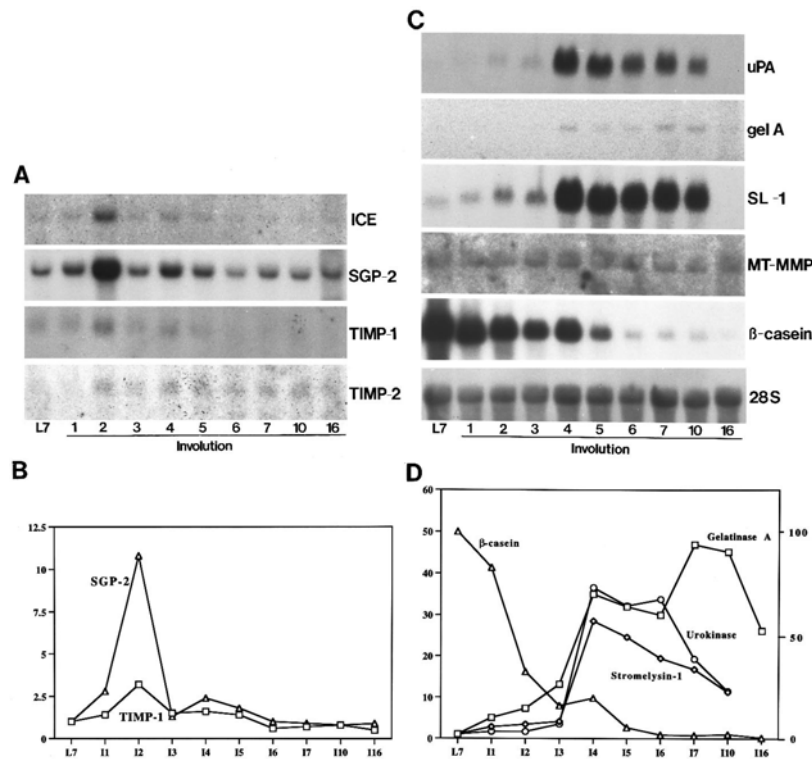 A
ICE
SGP-2
TIMP-1
TIMP-2
L7 1 2 3 4 5 6 7 10 16
Involution
B
12.5
10
7.5
5
2.5
0
SGP-2
TIMP-1
L7 I1 I2 I3 I4 I5 I6 I7 I10 I16
C
uPA
gel A
SL-1
MT-MMP
ß-casein
28S
L7 1 2 3 4 5 6 7 10 16
Involution
D
60
50
40
30
20
10
0
β-casein
Gelatinase A
Urokinase
Stromelysin-1
100
50
0
L7 I1 I2 I3 I4 I5 I6 I7 I10 I16